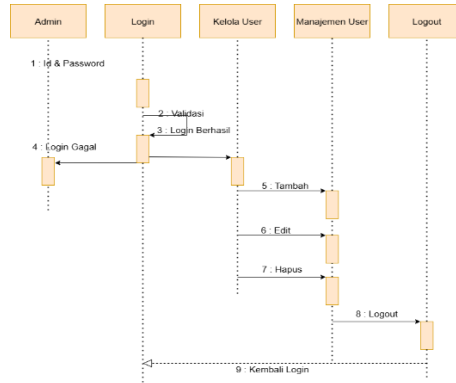 Admin
Login
Kelola User
Manajemen User
Logout
1 : Id & Password
2 : Validasi
3 : Login Berhasil
4 : Login Gagal
5 : Tambah
6 : Edit
7 : Hapus
8 : Logout
9 : Kembali Login